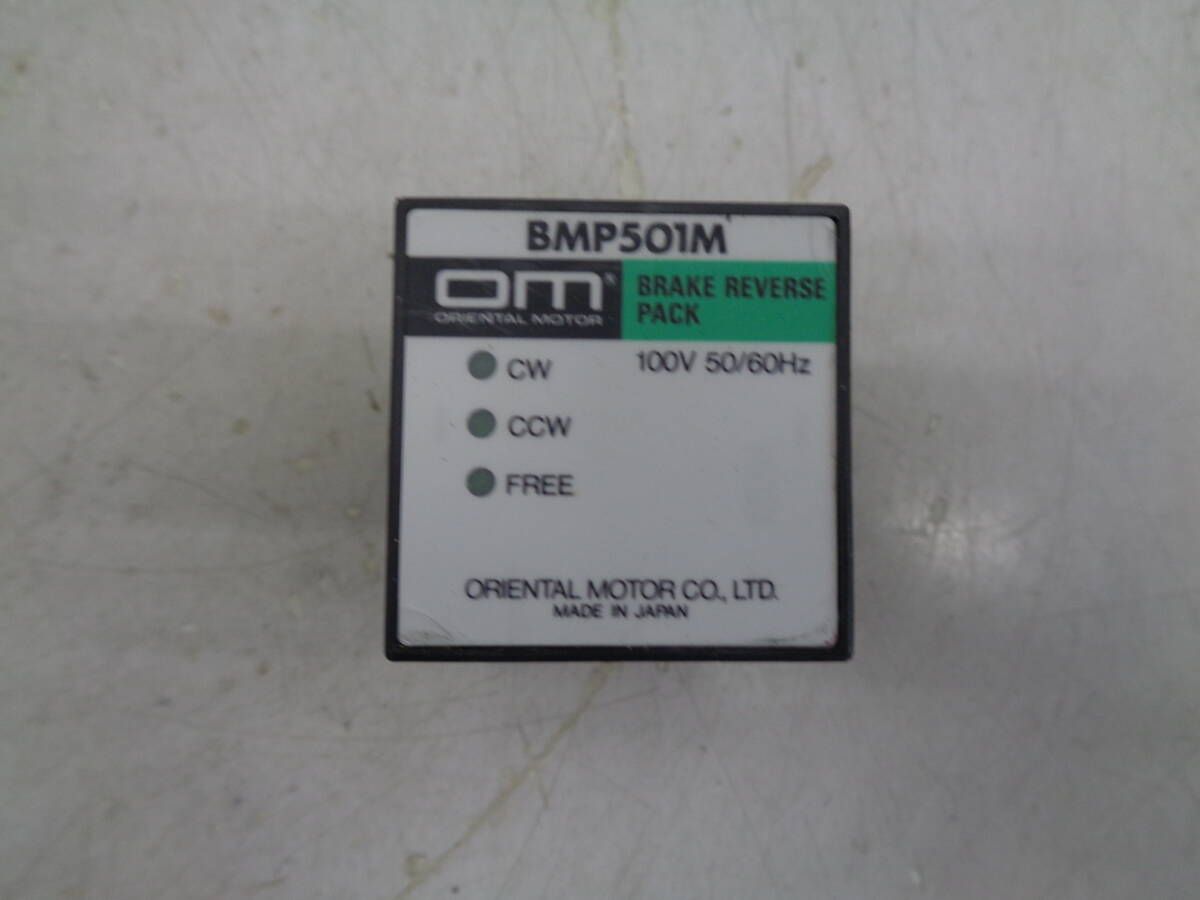 BMP501M
om®
ORIENTAL MOTOR
BRAKE REVERSE
PACK
100V 50/60Hz
CW
CCW
FREE
ORIENTAL MOTOR CO., LTD.
MADE IN JAPAN